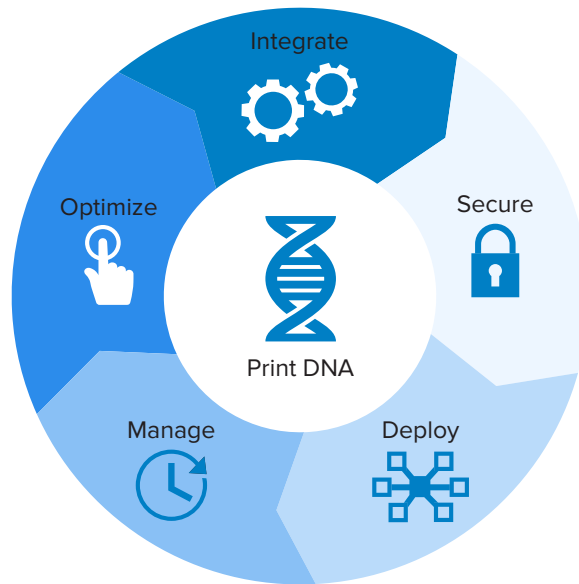 Integrate
Secure
Deploy
Manage
Optimize
Print DNA